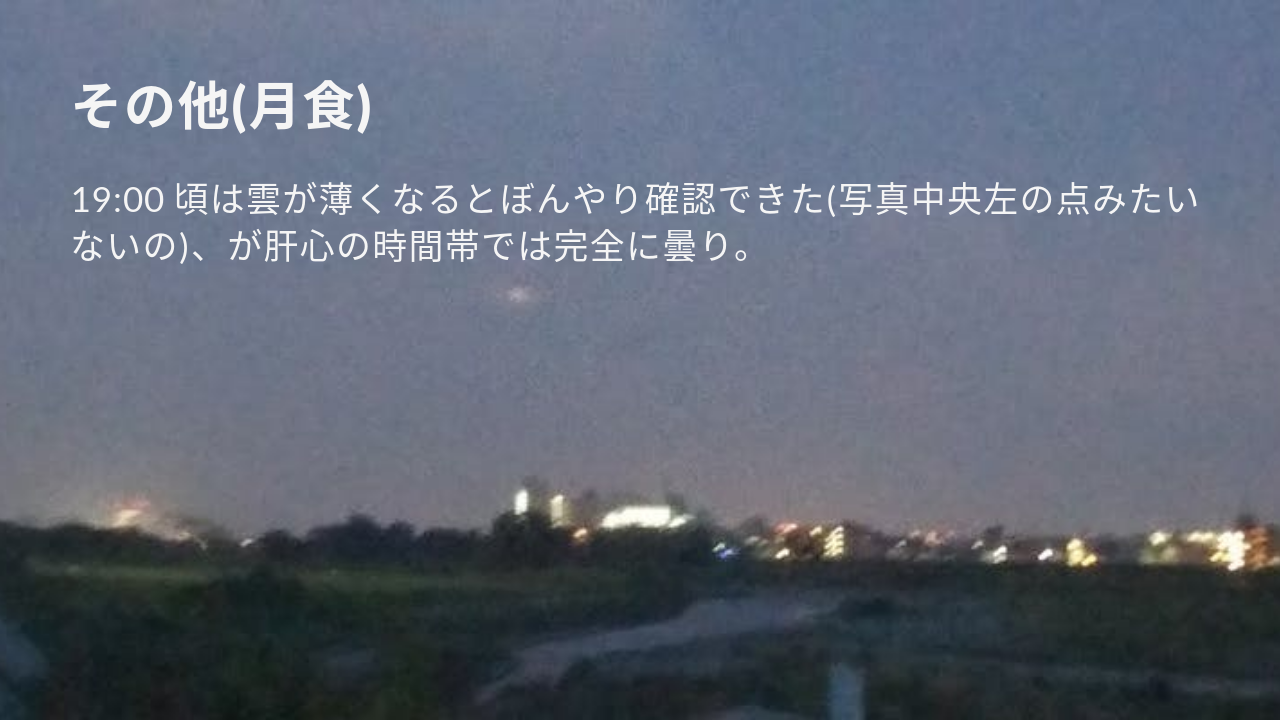 その他(月食)
19:00 頃は雲が薄くなるとぼんやり確認できた(写真中央左の点みたい
ないの)、が肝心の時間帯では完全に曇り。